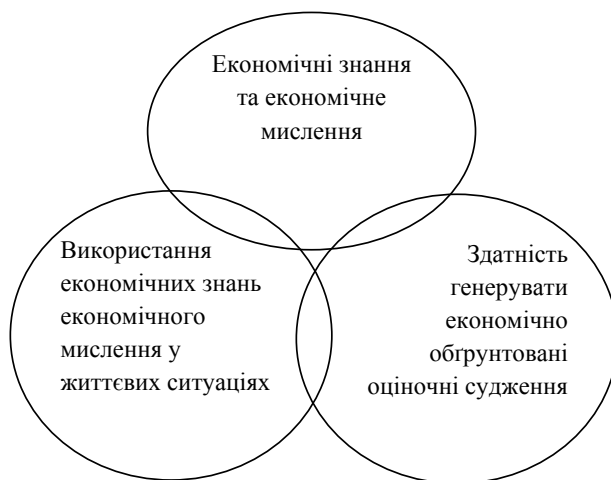 Економічні знання
та економічне
мислення
Використання
економічних знань
економічного
мислення у
життєвих ситуаціях
Здатність
генерувати
економічно
обґрунтовані
оціночні судження